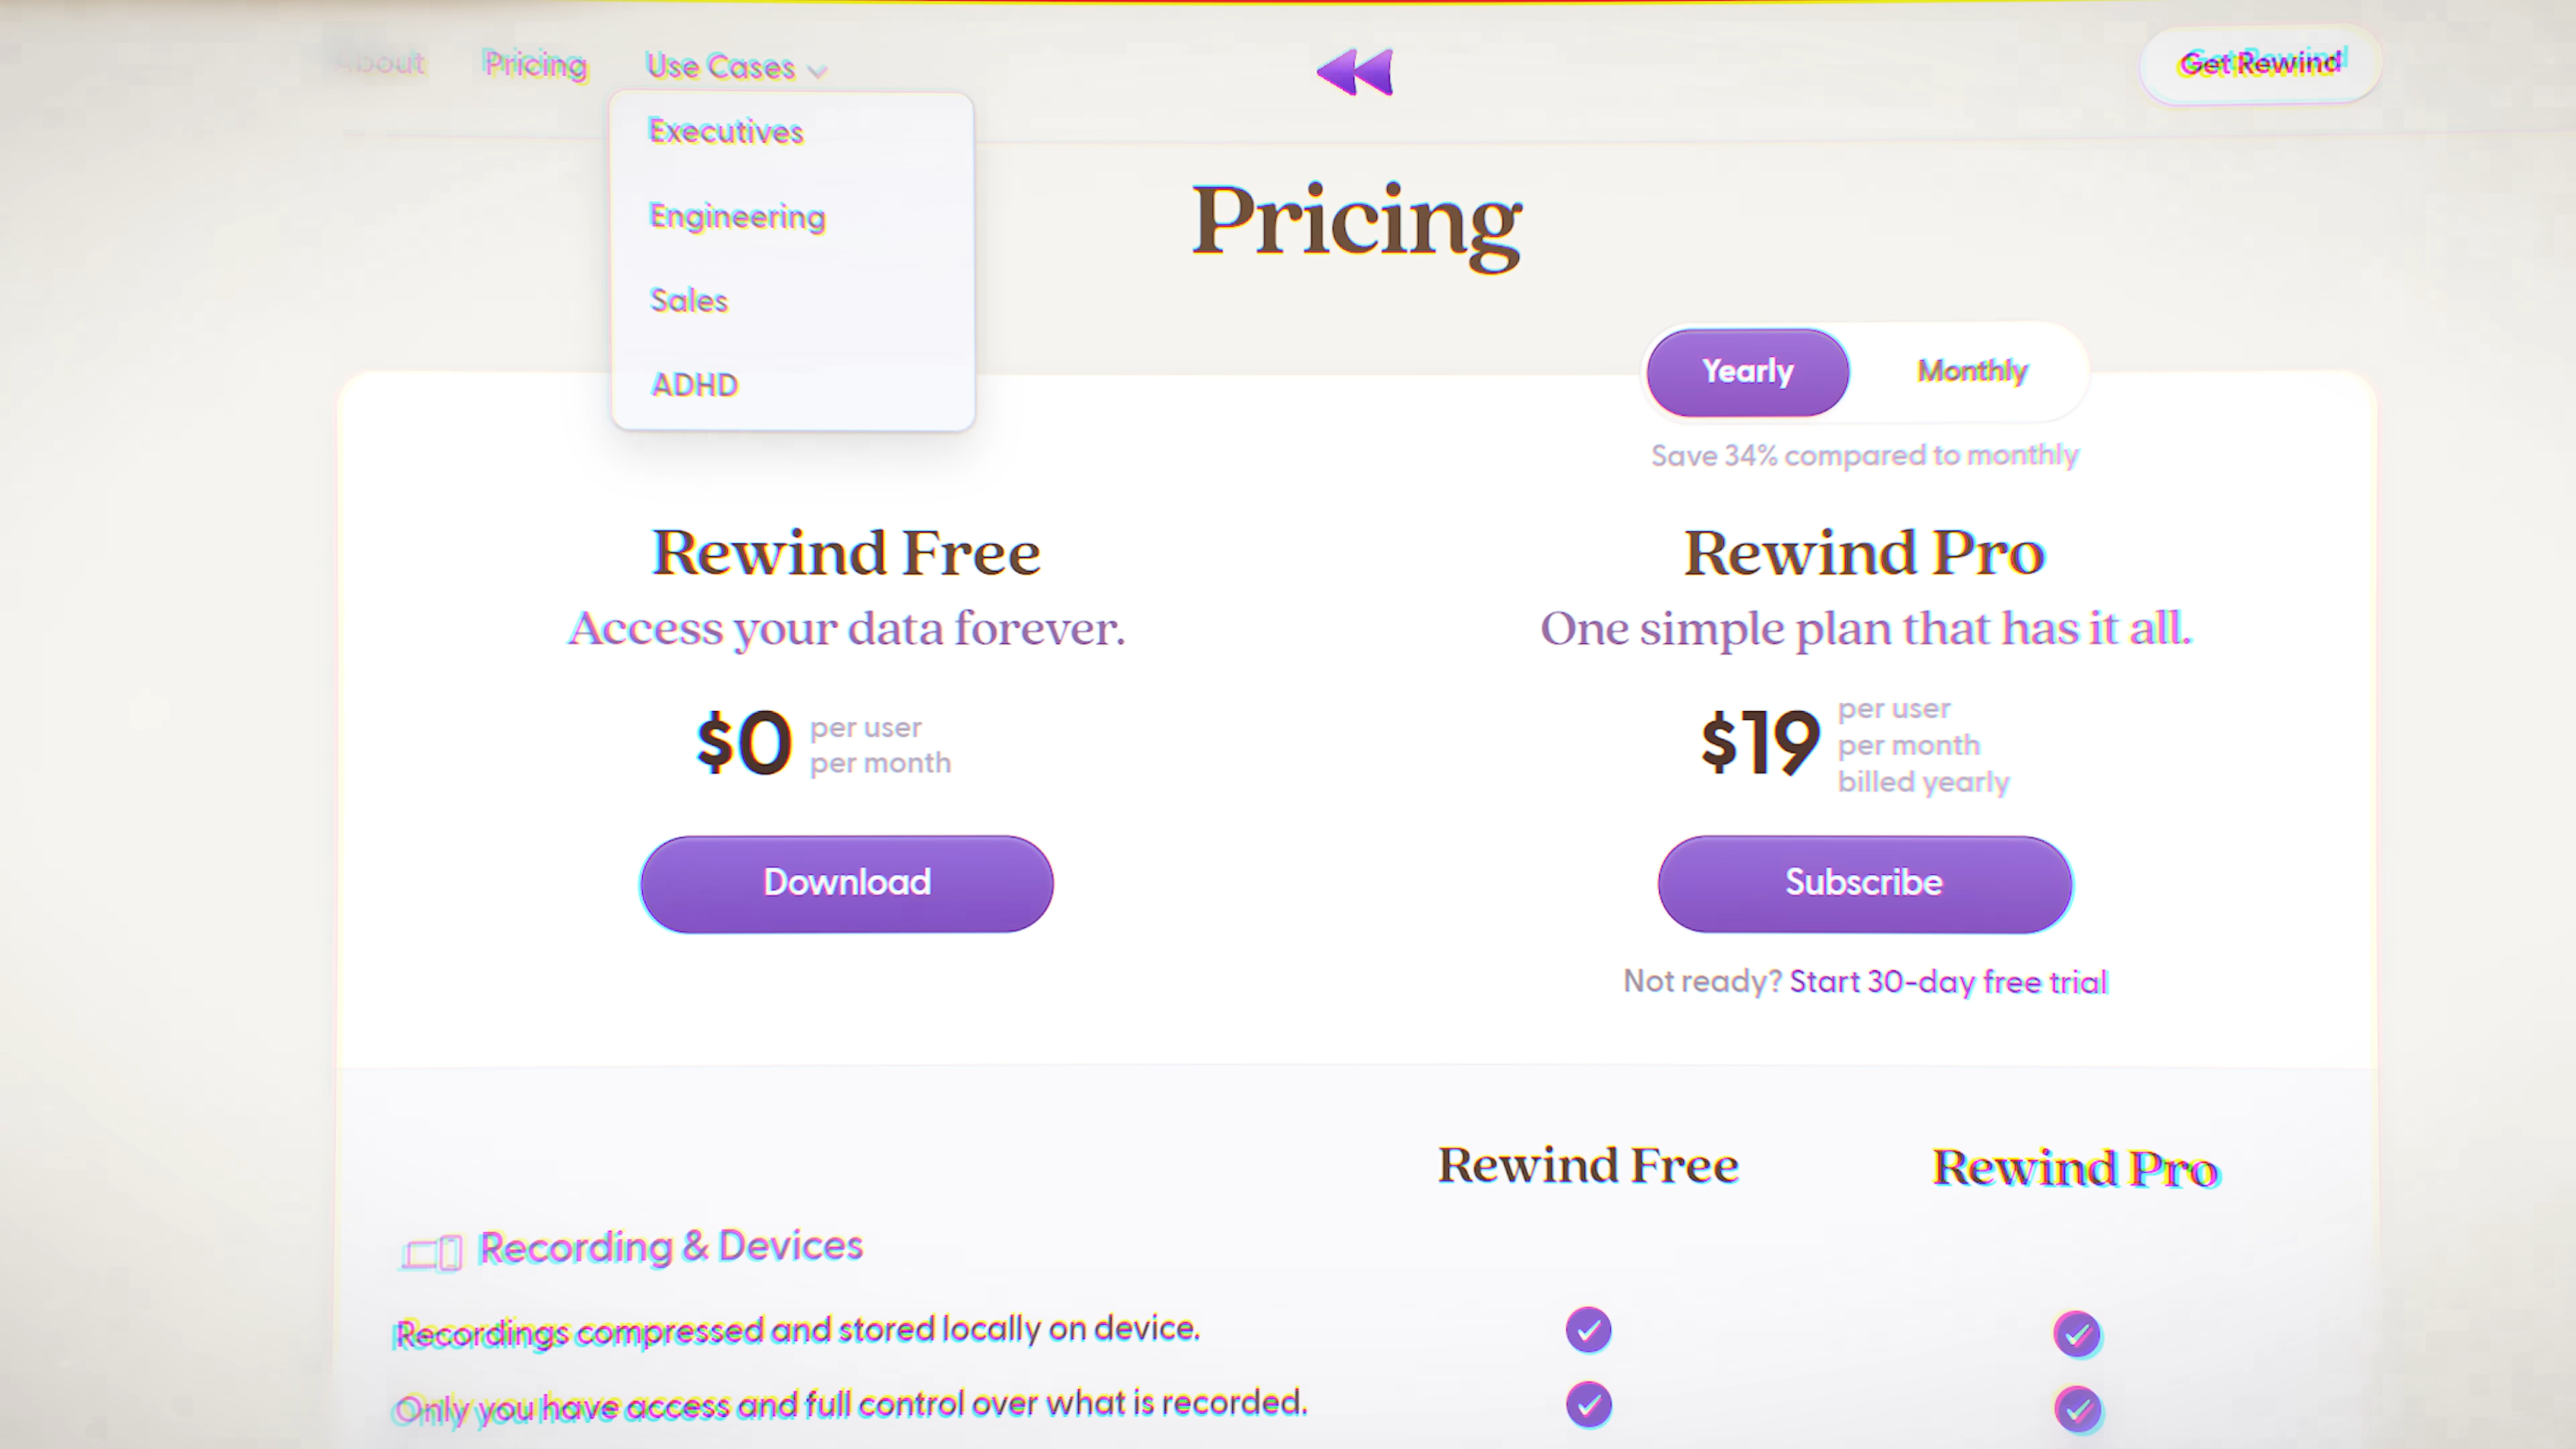 About
Pricing
Use Cases
Get Rewind
Executives
Engineering
Sales
ADHD
Pricing
Yearly
Monthly
Save 34% compared to monthly
Rewind Free
Access your data forever.
$0
per user
per month
Download
Rewind Pro
One simple plan that has it all.
$19
per user
per month
billed yearly
Subscribe
Not ready? Start 30-day free trial
Rewind Free
Rewind Pro
Recording & Devices
Recordings compressed and stored locally on device.
Only you have access and full control over what is recorded.